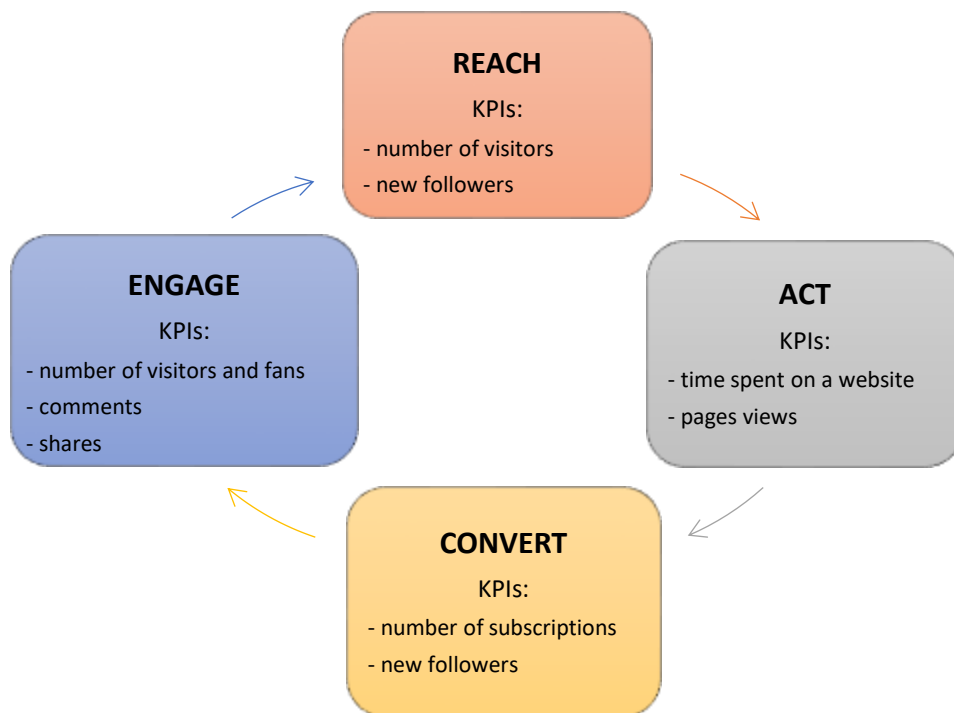 REACH
KPIs:
- number of visitors
- new followers
ACT
KPIs:
- time spent on a website
- pages views
CONVERT
KPIs:
- number of subscriptions
- new followers
ENGAGE
KPIs:
- number of visitors and fans
- comments
- shares